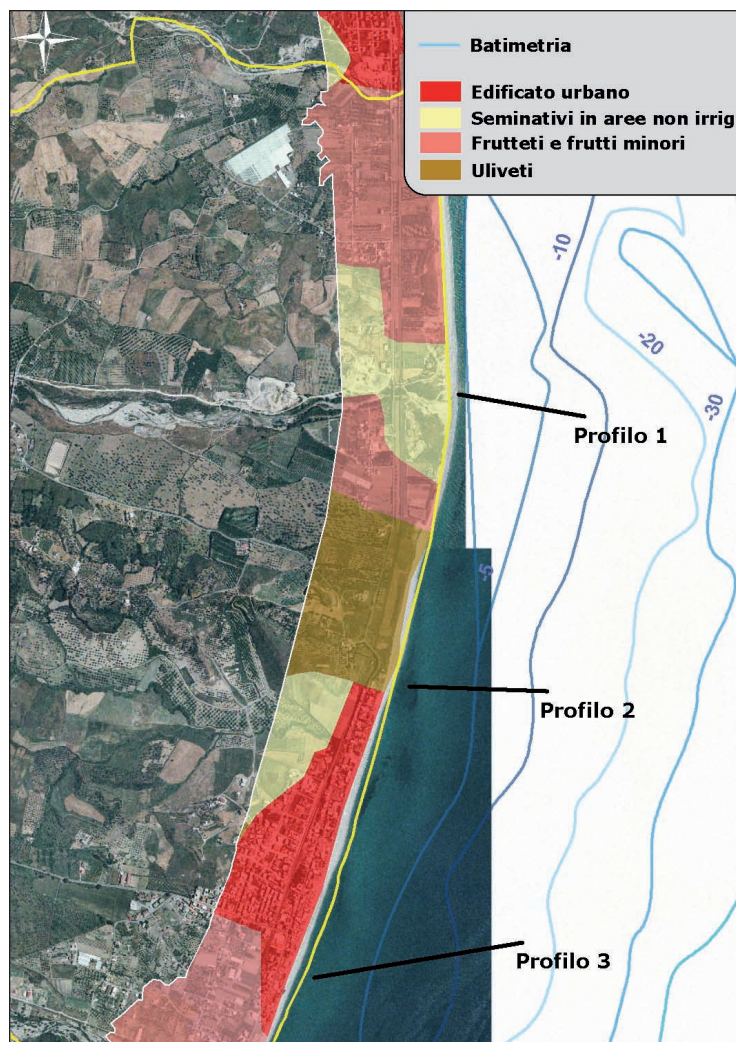 Batimetria
Edificato urbano
Seminativi in aree non irrig
Frutteti e frutti minori
Uliveti
-10
-20
-30
Profilo 1
-5
Profilo 2
Profilo 3